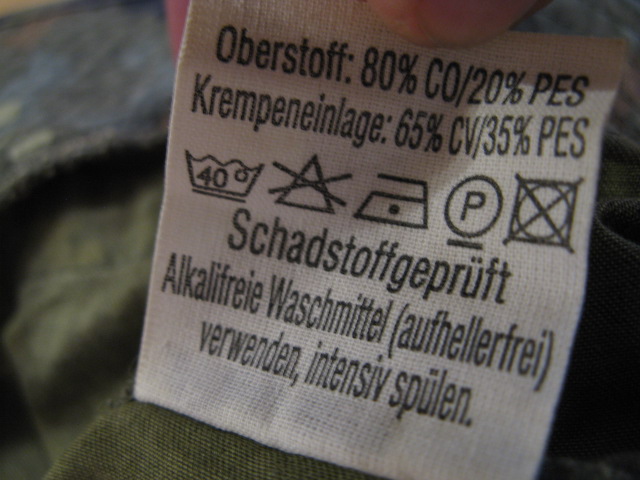 Oberstoff: 80% CO/20% PES
Krempeneinlage: 65% CV/35% PES
40° P
Schadstoffgeprüft
Alkalifreie Waschmittel (aufhellerfrei)
verwenden, intensiv spülen.